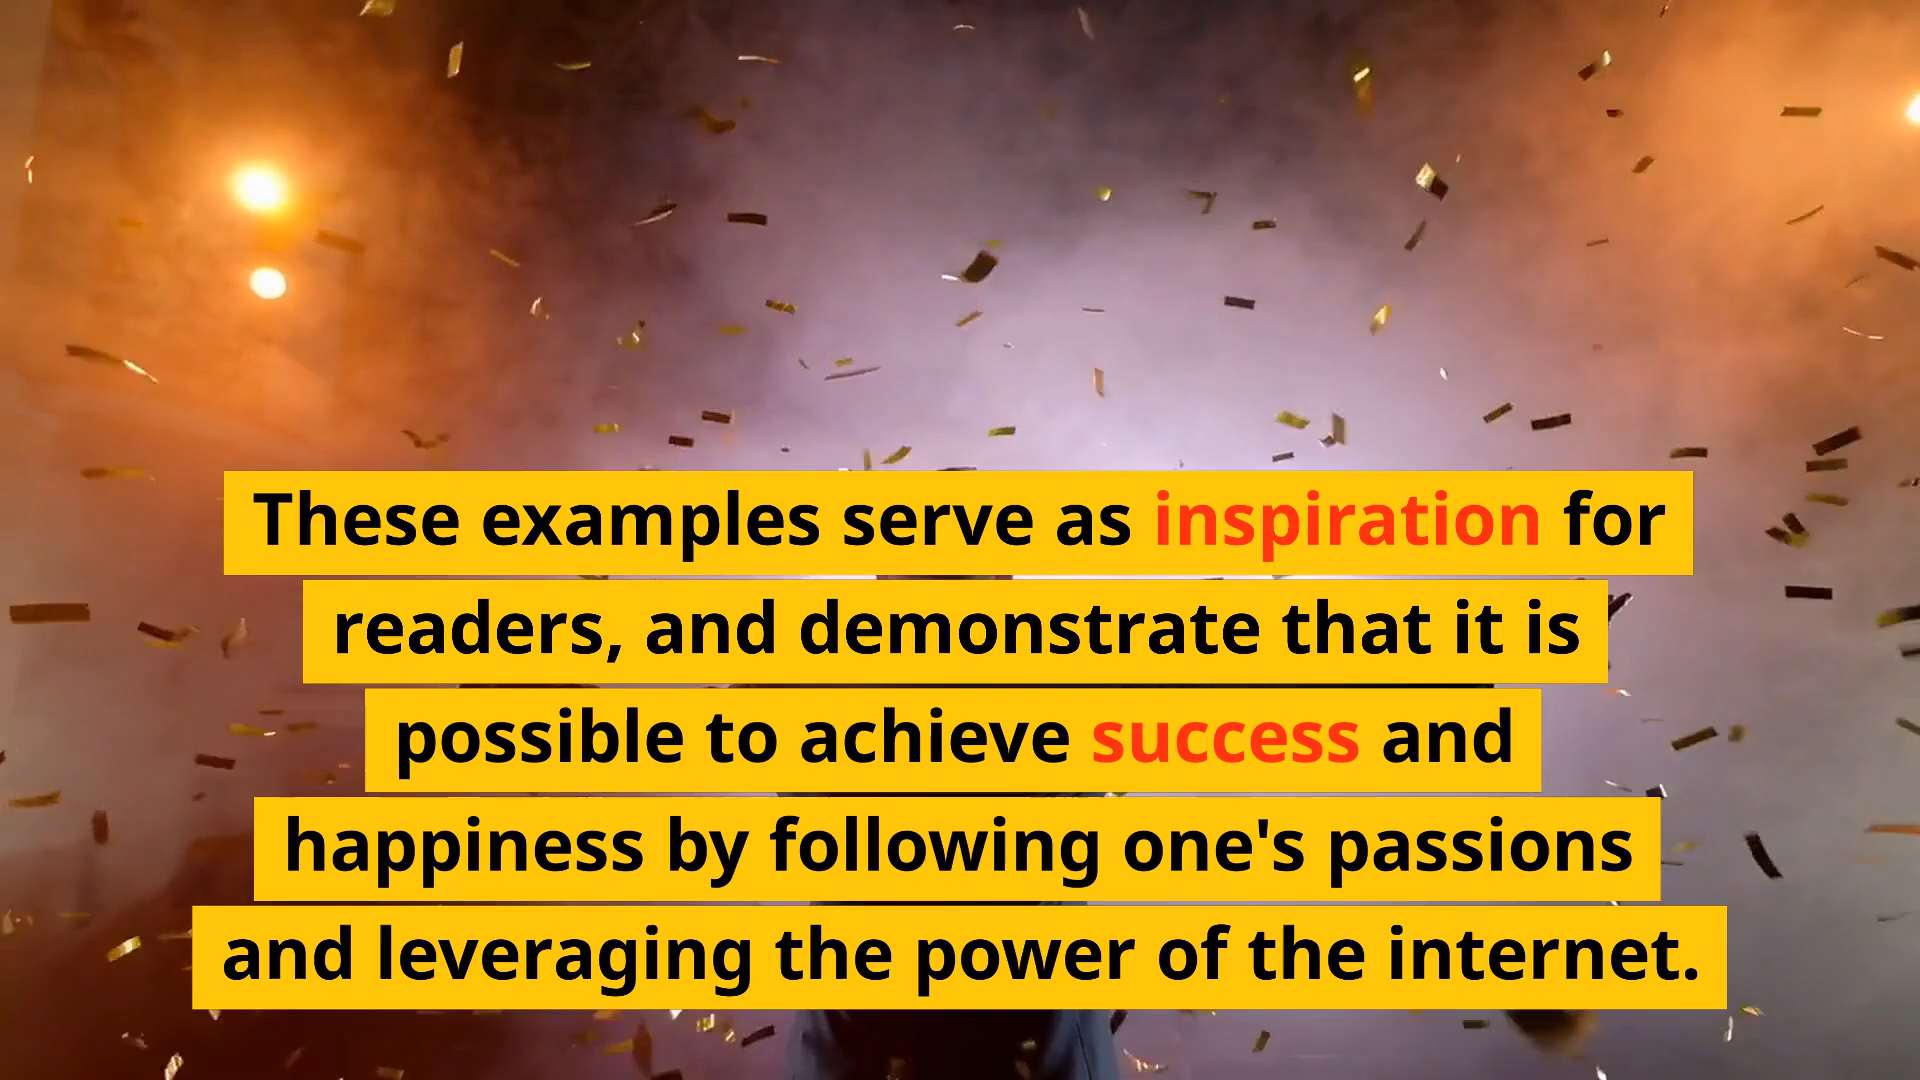 These examples serve as inspiration for
readers, and demonstrate that it is
possible to achieve success and
happiness by following one's passions
and leveraging the power of the internet.